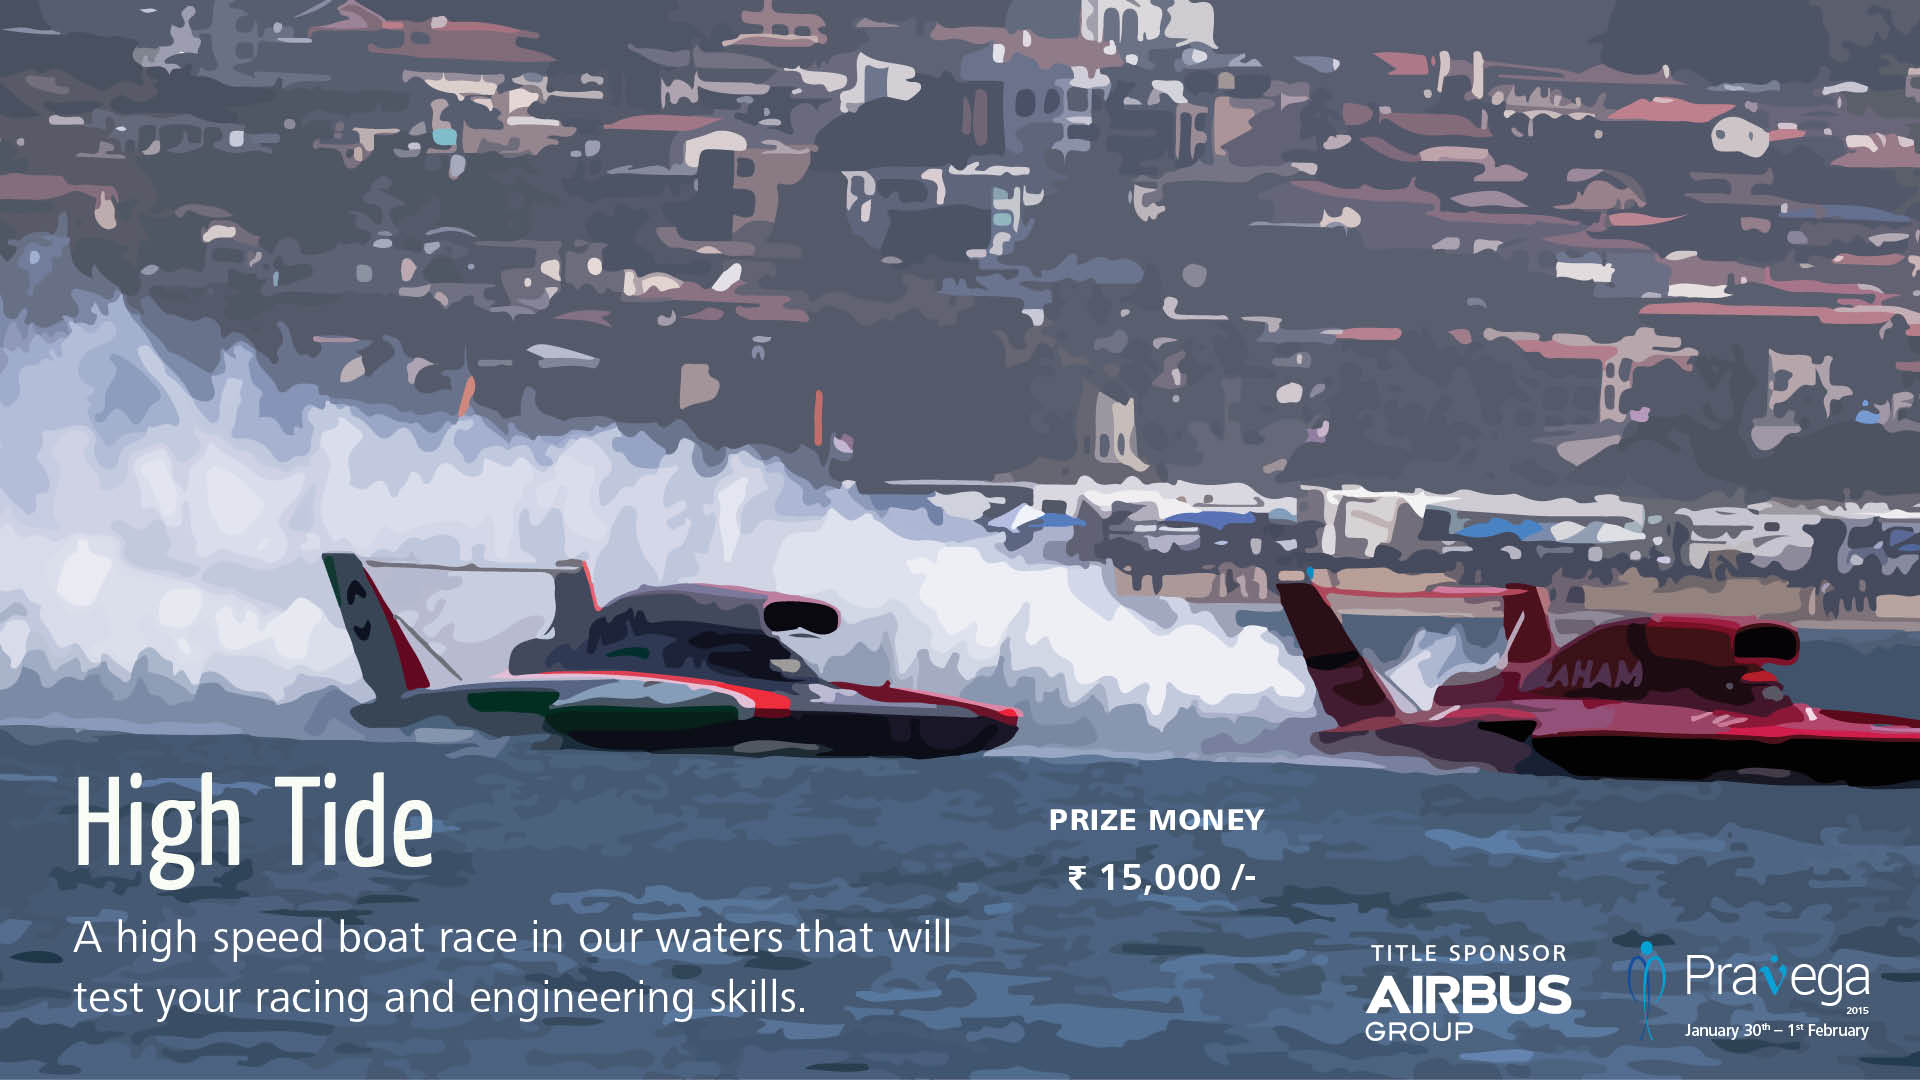 High Tide
A high speed boat race in our waters that will
test your racing and engineering skills.
PRIZE MONEY
₹ 15,000 /-
TITLE SPONSOR
AIRBUS
GROUP
Pravega
2015
January 30th – 1st February
AHAM